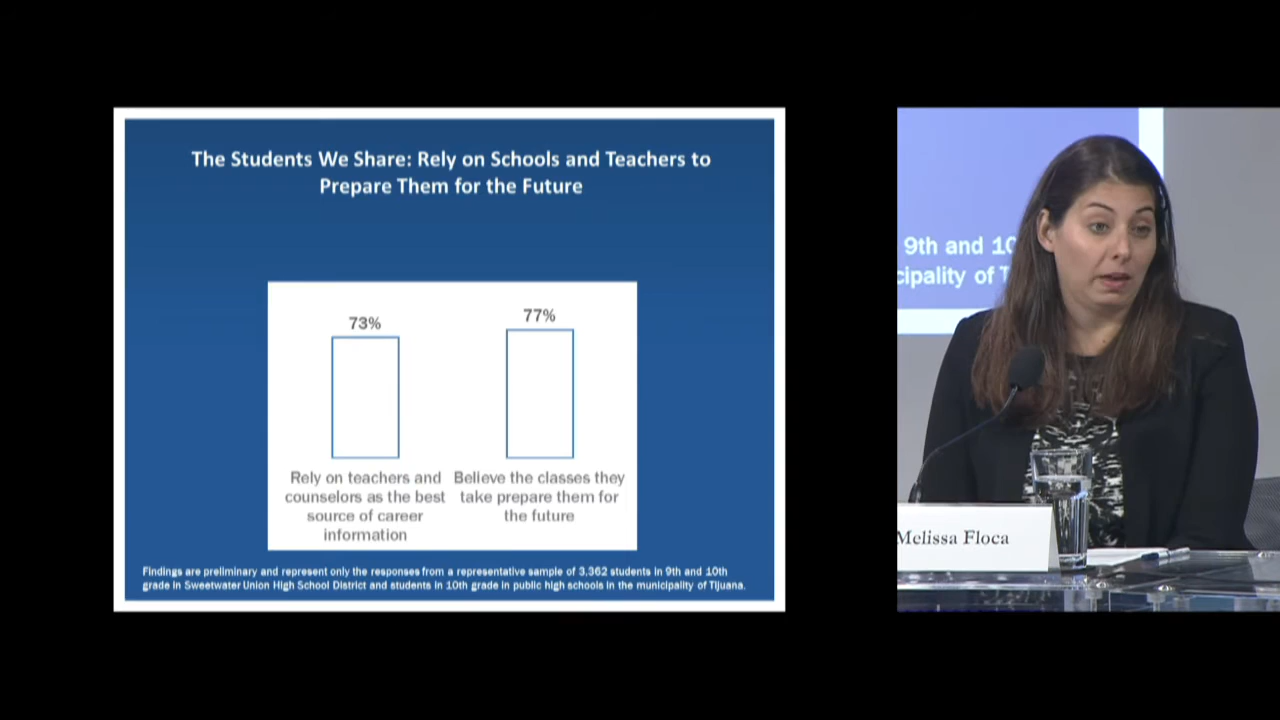 The Students We Share: Rely on Schools and Teachers to
Prepare Them for the Future
73%
77%
Rely on teachers and
counselors as the best
source of career
information
Believe the classes they
take prepare them for
the future
Findings are preliminary and represent only the responses from a representative sample of 3,362 students in 9th and 10th
grade in Sweetwater Union High School District and students in 10th grade in public high schools in the municipality of Tijuana.
9th and 10
cipality of T
Melissa Floca